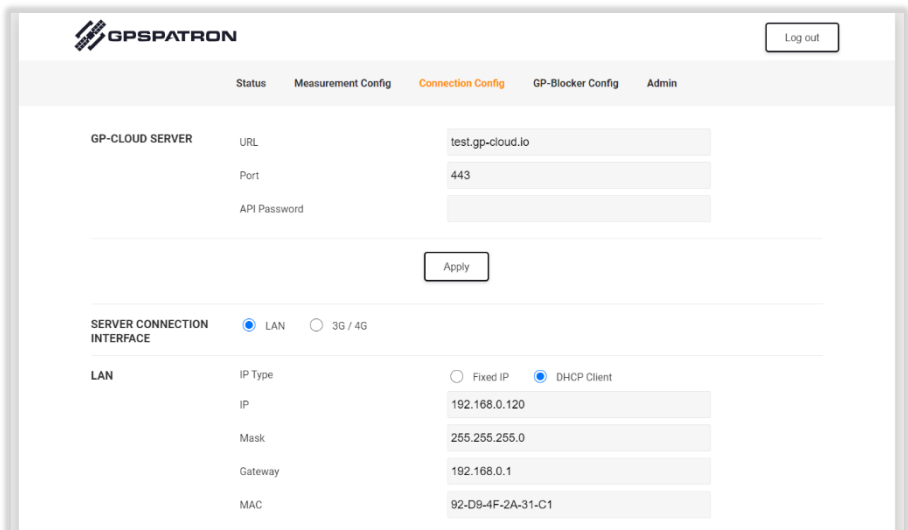 GPSPATRON
Log out
Status Measurement Config Connection Config GP-Blocker Config Admin
GP-CLOUD SERVER
URL test.gp-cloud.io
Port 443
API Password
Apply
SERVER CONNECTION
INTERFACE
LAN 3G / 4G
LAN
IP Type Fixed IP DHCP Client
IP 192.168.0.120
Mask 255.255.255.0
Gateway 192.168.0.1
MAC 92-D9-4F-2A-31-C1